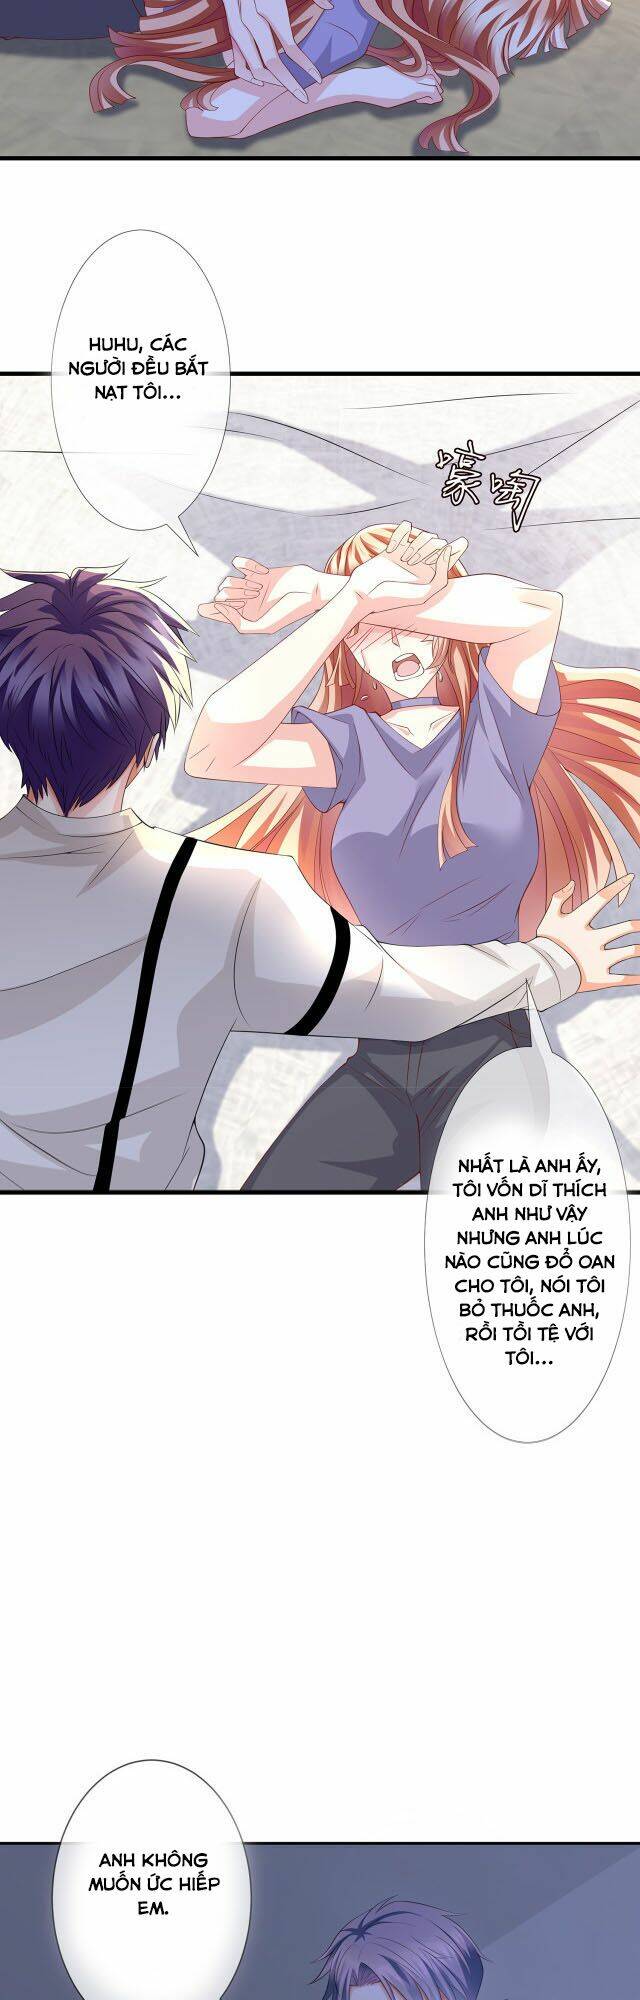 HUHU, CÁC
NGƯỜI ĐỀU BẮT
NẠT TÔI...
嚎啕
NHẤT LÀ ANH ẤY,
TÔI VỐN DĨ THÍCH
ANH NHƯ VẬY
NHƯNG ANH LÚC
NÀO CŨNG ĐỔ OAN
CHO TÔI, NÓI TÔI
BỎ THUỐC ANH,
RỒI TỒI TỆ VỚI
TÔI...
ANH KHÔNG
MUỐN ỨC HIẾP
EM.